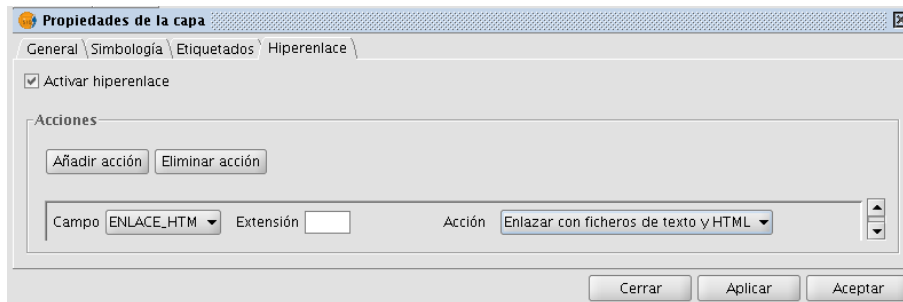 Propiedades de la capa
General Simbología Etiquetados Hiperenlace
Activar hiperenlace
Acciones
Añadir acción Eliminar acción
Campo ENLACE_HTM Extensión Acción Enlazar con ficheros de texto y HTML
Cerrar Aplicar Aceptar